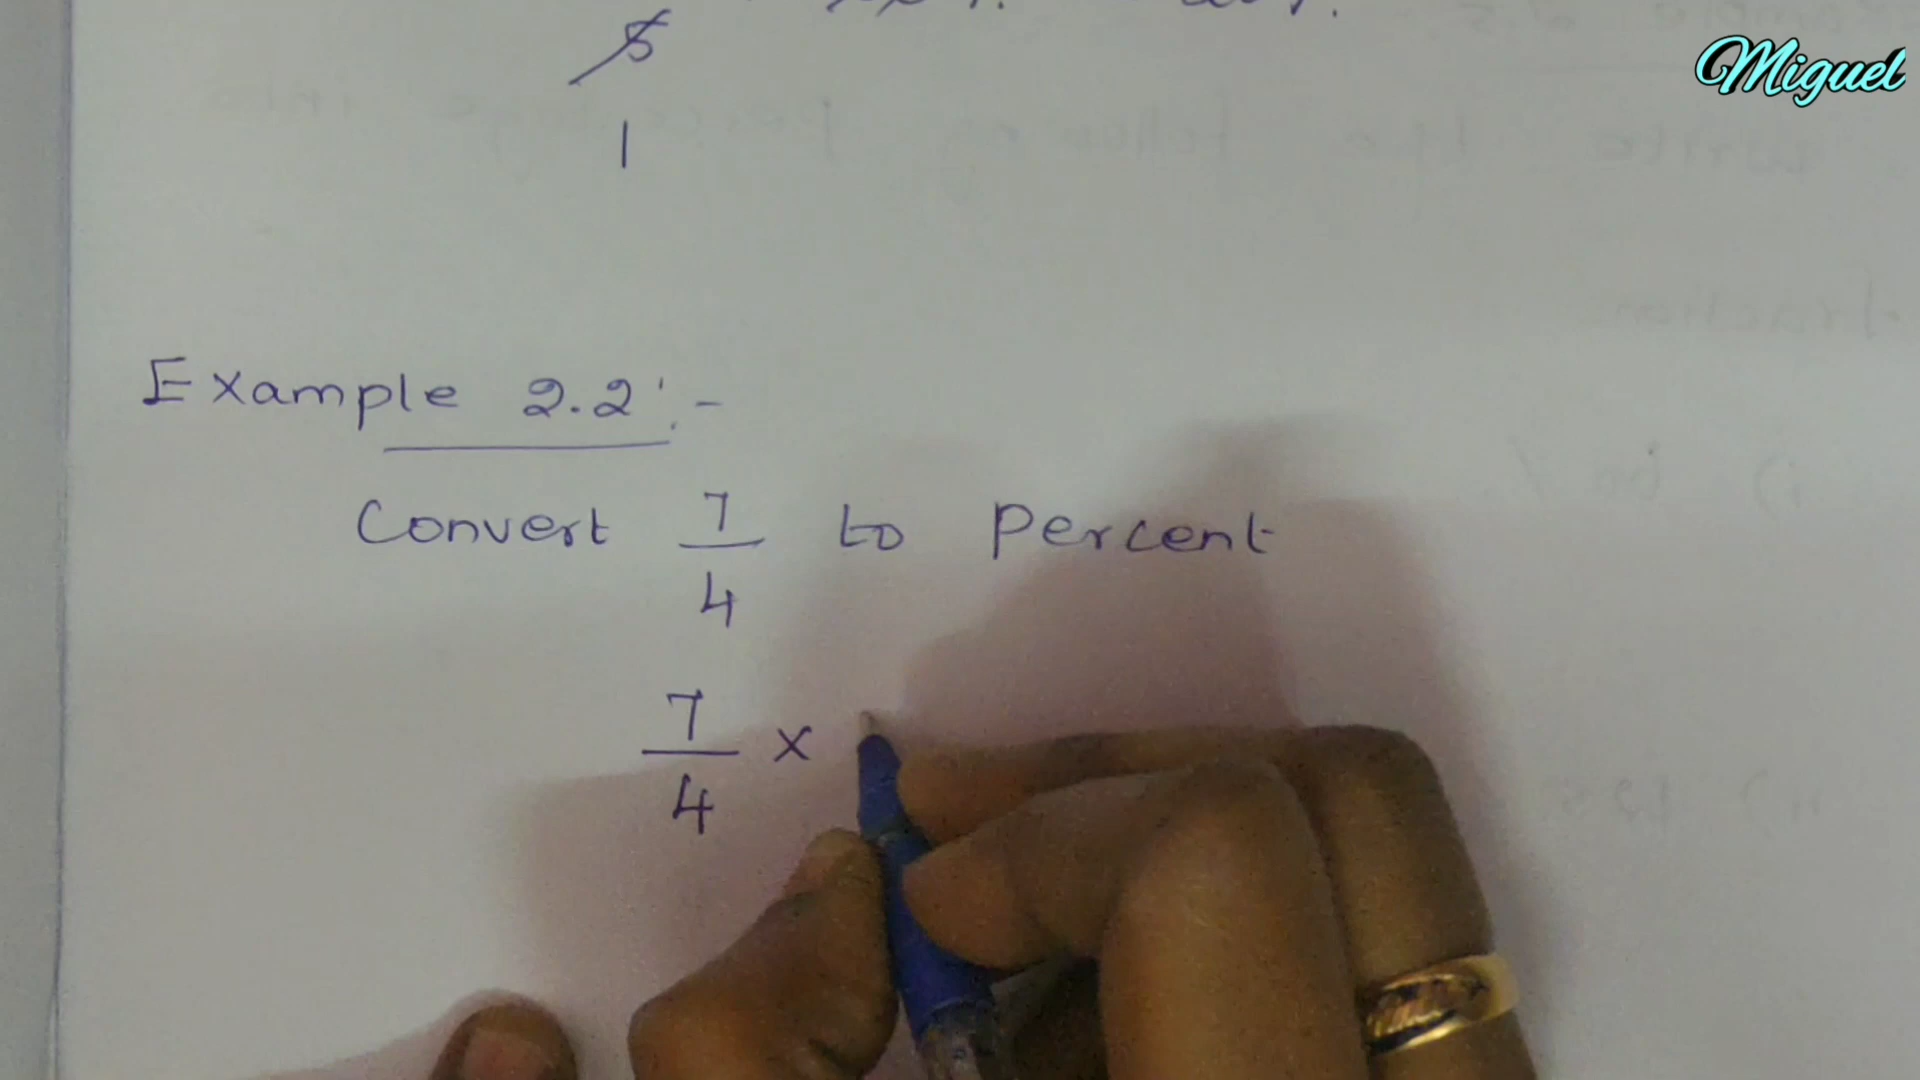 Miguel
5
1
Example 2.2:-
Convert 7/4 to Percent
7/4 ×